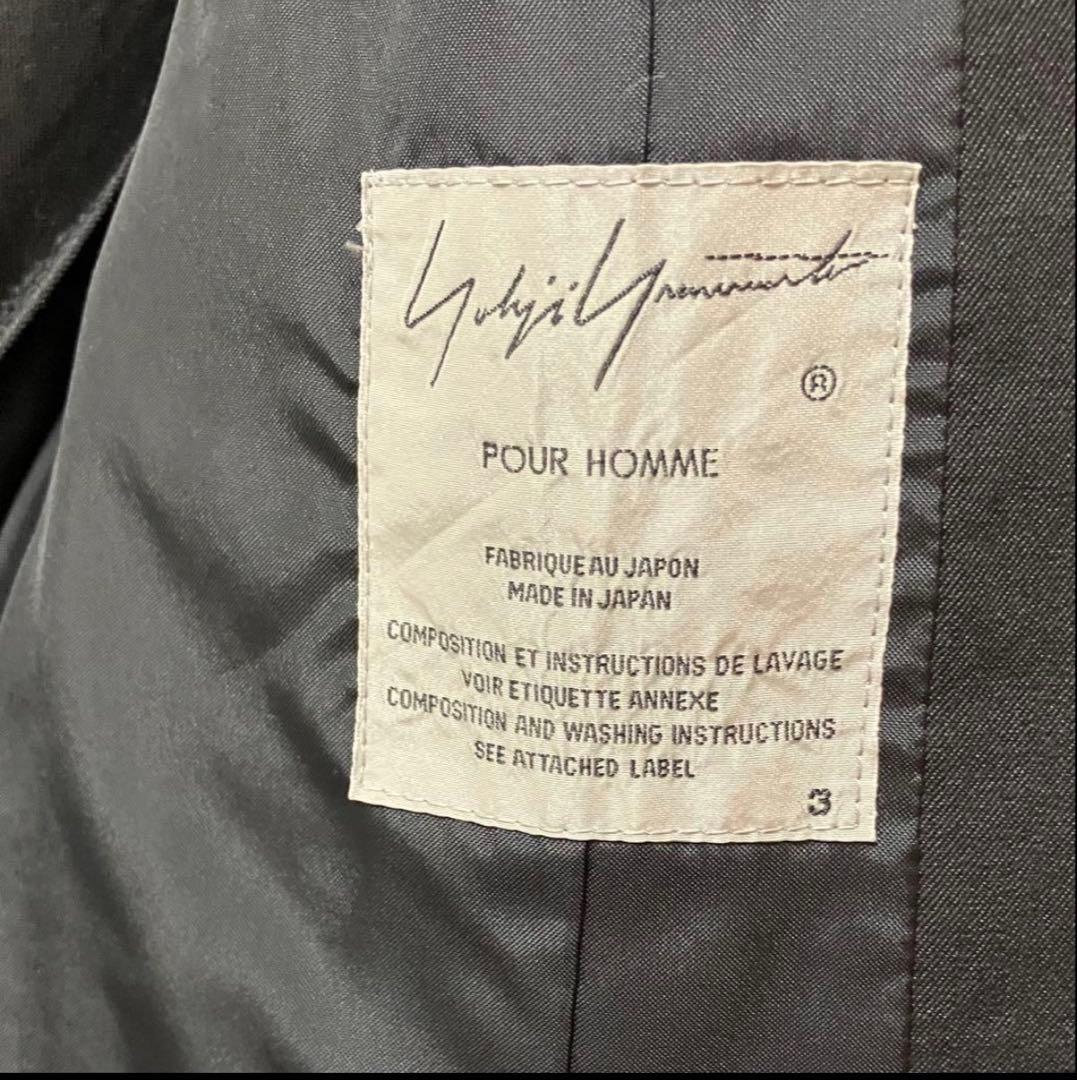 Yohji Yamamoto
®
POUR HOMME
FABRIQUE AU JAPON
MADE IN JAPAN
COMPOSITION ET INSTRUCTIONS DE LAVAGE
VOIR ETIQUETTE ANNEXE
COMPOSITION AND WASHING INSTRUCTIONS
SEE ATTACHED LABEL
3